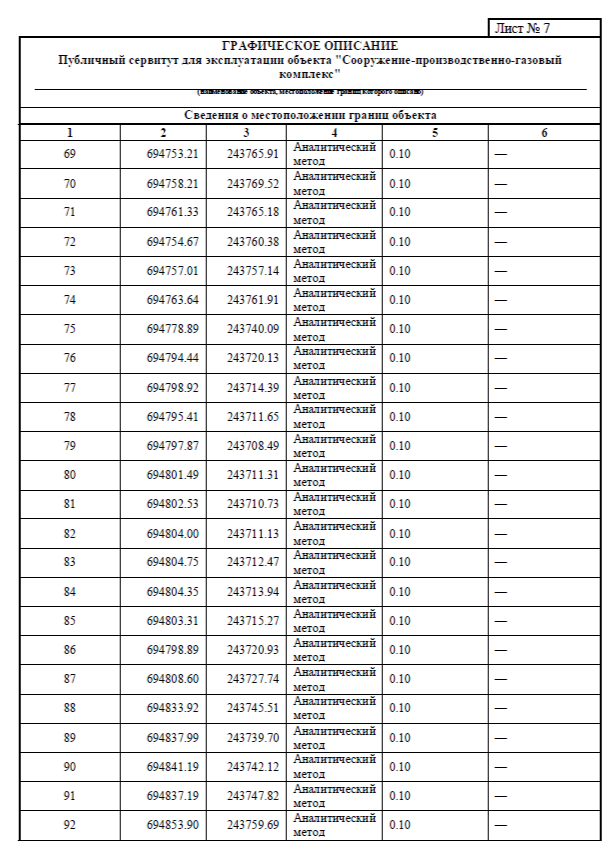 Лист № 7
ГРАФИЧЕСКОЕ ОПИСАНИЕ
Публичный сервитут для эксплуатации объекта "Сооружение-производственно-газовый
комплекс"
(наименование объекта, местоположение границ которого описано)
Сведения о местоположении границ объекта
1 2 3 4 5 6
69 694753.21 243765.91 Аналитический метод 0.10 —
70 694758.21 243769.52 Аналитический метод 0.10 —
71 694761.33 243765.18 Аналитический метод 0.10 —
72 694754.67 243760.38 Аналитический метод 0.10 —
73 694757.01 243757.14 Аналитический метод 0.10 —
74 694763.64 243761.91 Аналитический метод 0.10 —
75 694778.89 243740.09 Аналитический метод 0.10 —
76 694794.44 243720.13 Аналитический метод 0.10 —
77 694798.92 243714.39 Аналитический метод 0.10 —
78 694795.41 243711.65 Аналитический метод 0.10 —
79 694797.87 243708.49 Аналитический метод 0.10 —
80 694801.49 243711.31 Аналитический метод 0.10 —
81 694802.53 243710.73 Аналитический метод 0.10 —
82 694804.00 243711.13 Аналитический метод 0.10 —
83 694804.75 243712.47 Аналитический метод 0.10 —
84 694804.35 243713.94 Аналитический метод 0.10 —
85 694803.31 243715.27 Аналитический метод 0.10 —
86 694798.89 243720.93 Аналитический метод 0.10 —
87 694808.60 243727.74 Аналитический метод 0.10 —
88 694833.92 243745.51 Аналитический метод 0.10 —
89 694837.99 243739.70 Аналитический метод 0.10 —
90 694841.19 243742.12 Аналитический метод 0.10 —
91 694837.19 243747.82 Аналитический метод 0.10 —
92 694853.90 243759.69 Аналитический метод 0.10 —